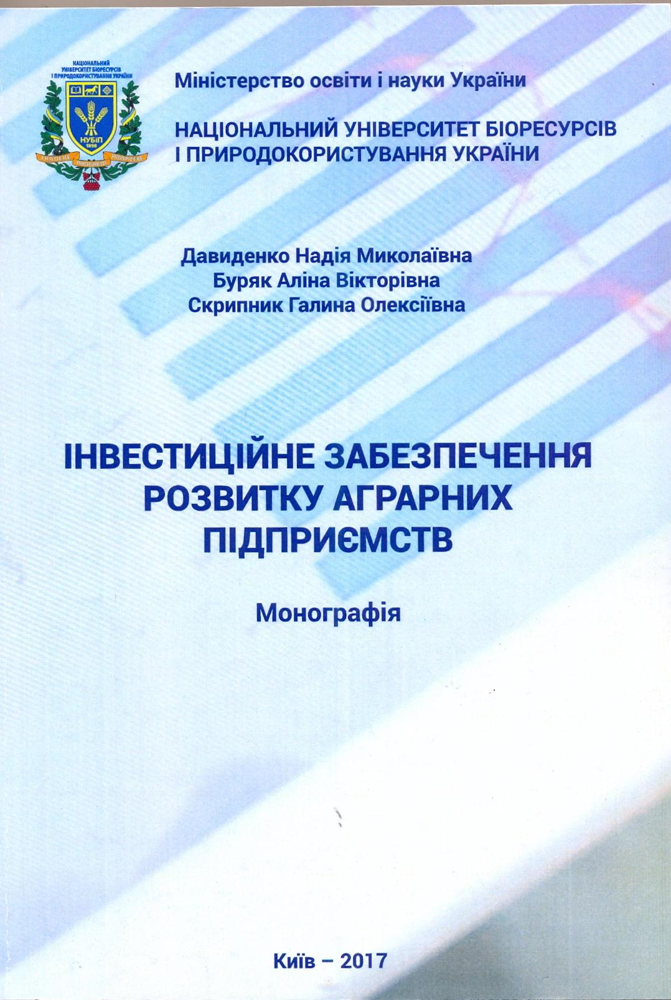 НАЦІОНАЛЬНИЙ
УНІВЕРСИТЕТ БІОРЕСУРСІВ
І ПРИРОДОКОРИСТУВАННЯ УКРАЇНИ
НУБіП
1898
TRADERE PROGREDI PROSPICERE
Міністерство освіти і науки України
НАЦІОНАЛЬНИЙ УНІВЕРСИТЕТ БІОРЕСУРСІВ
І ПРИРОДОКОРИСТУВАННЯ УКРАЇНИ
Давиденко Надія Миколаївна
Буряк Аліна Вікторівна
Скрипник Галина Олексіївна
ІНВЕСТИЦІЙНЕ ЗАБЕЗПЕЧЕННЯ
РОЗВИТКУ АГРАРНИХ
ПІДПРИЄМСТВ
Монографія
Київ – 2017